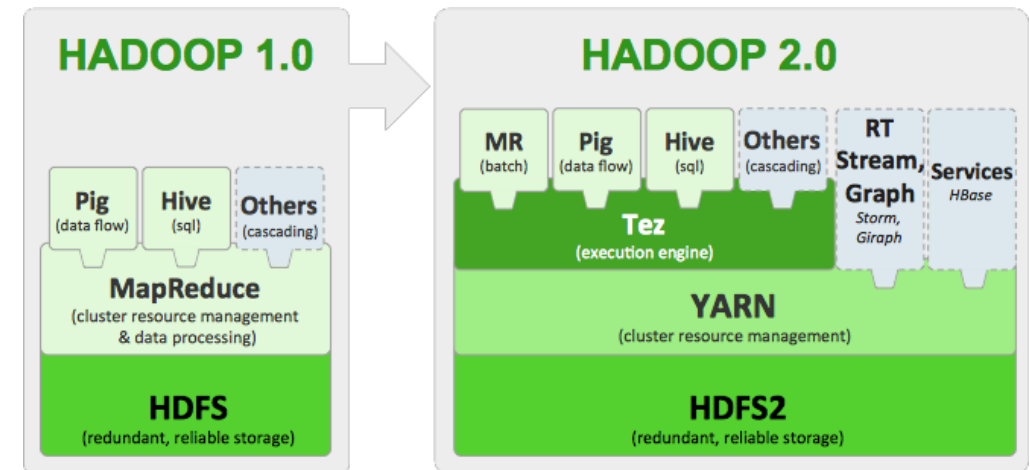 HADOOP 1.0
Pig
(data flow)
Hive
(sql)
Others
(cascading)
MapReduce
(cluster resource management
& data processing)
HDFS
(redundant, reliable storage)
HADOOP 2.0
MR
(batch)
Pig
(data flow)
Hive
(sql)
Others
(cascading)
RT
Stream,
Graph
Storm,
Giraph
Services
HBase
Tez
(execution engine)
YARN
(cluster resource management)
HDFS2
(redundant, reliable storage)